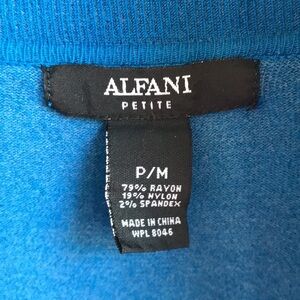 ALFANI
PETITE
P/M
79% RAYON
19% NYLON
2% SPANDEX
MADE IN CHINA
WPL 8046